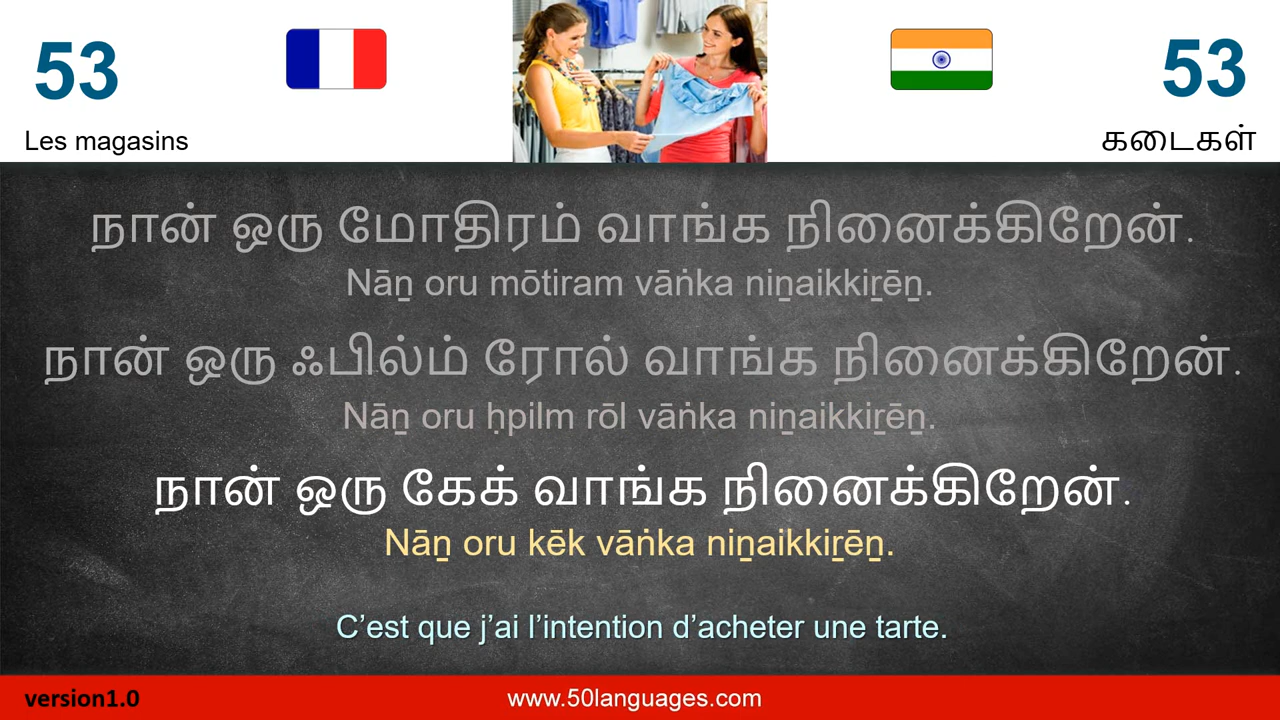 53
53
Les magasins
கடைகள்
நான் ஒரு மோதிரம் வாங்க நினைக்கிறேன்.
Nāṉ oru mōtiram vāṅka niṉaikkiṟēṉ.
நான் ஒரு ஃபில்ம் ரோல் வாங்க நினைக்கிறேன்.
Nāṉ oru ḥpilm rōl vāṅka niṉaikkiṟēṉ.
நான் ஒரு கேக் வாங்க நினைக்கிறேன்.
Nāṉ oru kēk vāṅka niṉaikkiṟēṉ.
C’est que j’ai l’intention d’acheter une tarte.
version1.0
www.50languages.com